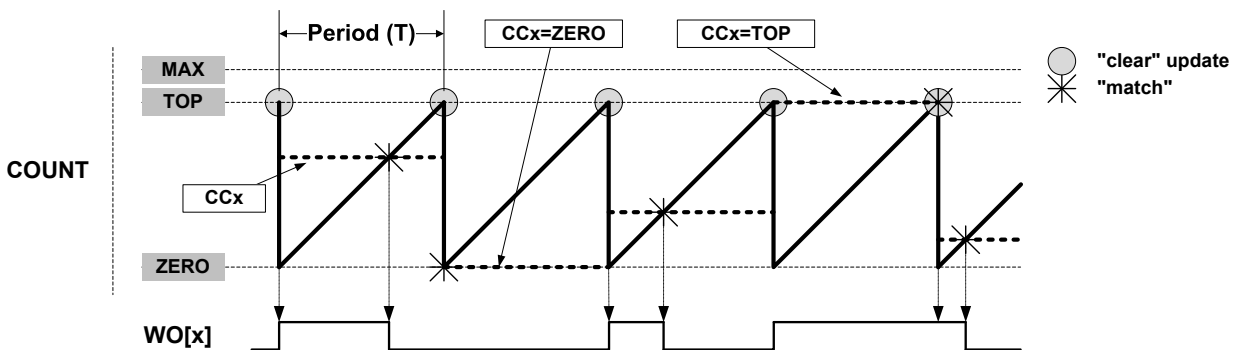 Period (T)
CCx=ZERO
CCx=TOP
"clear" update
"match"
MAX
TOP
COUNT
CCx
ZERO
WO[x]